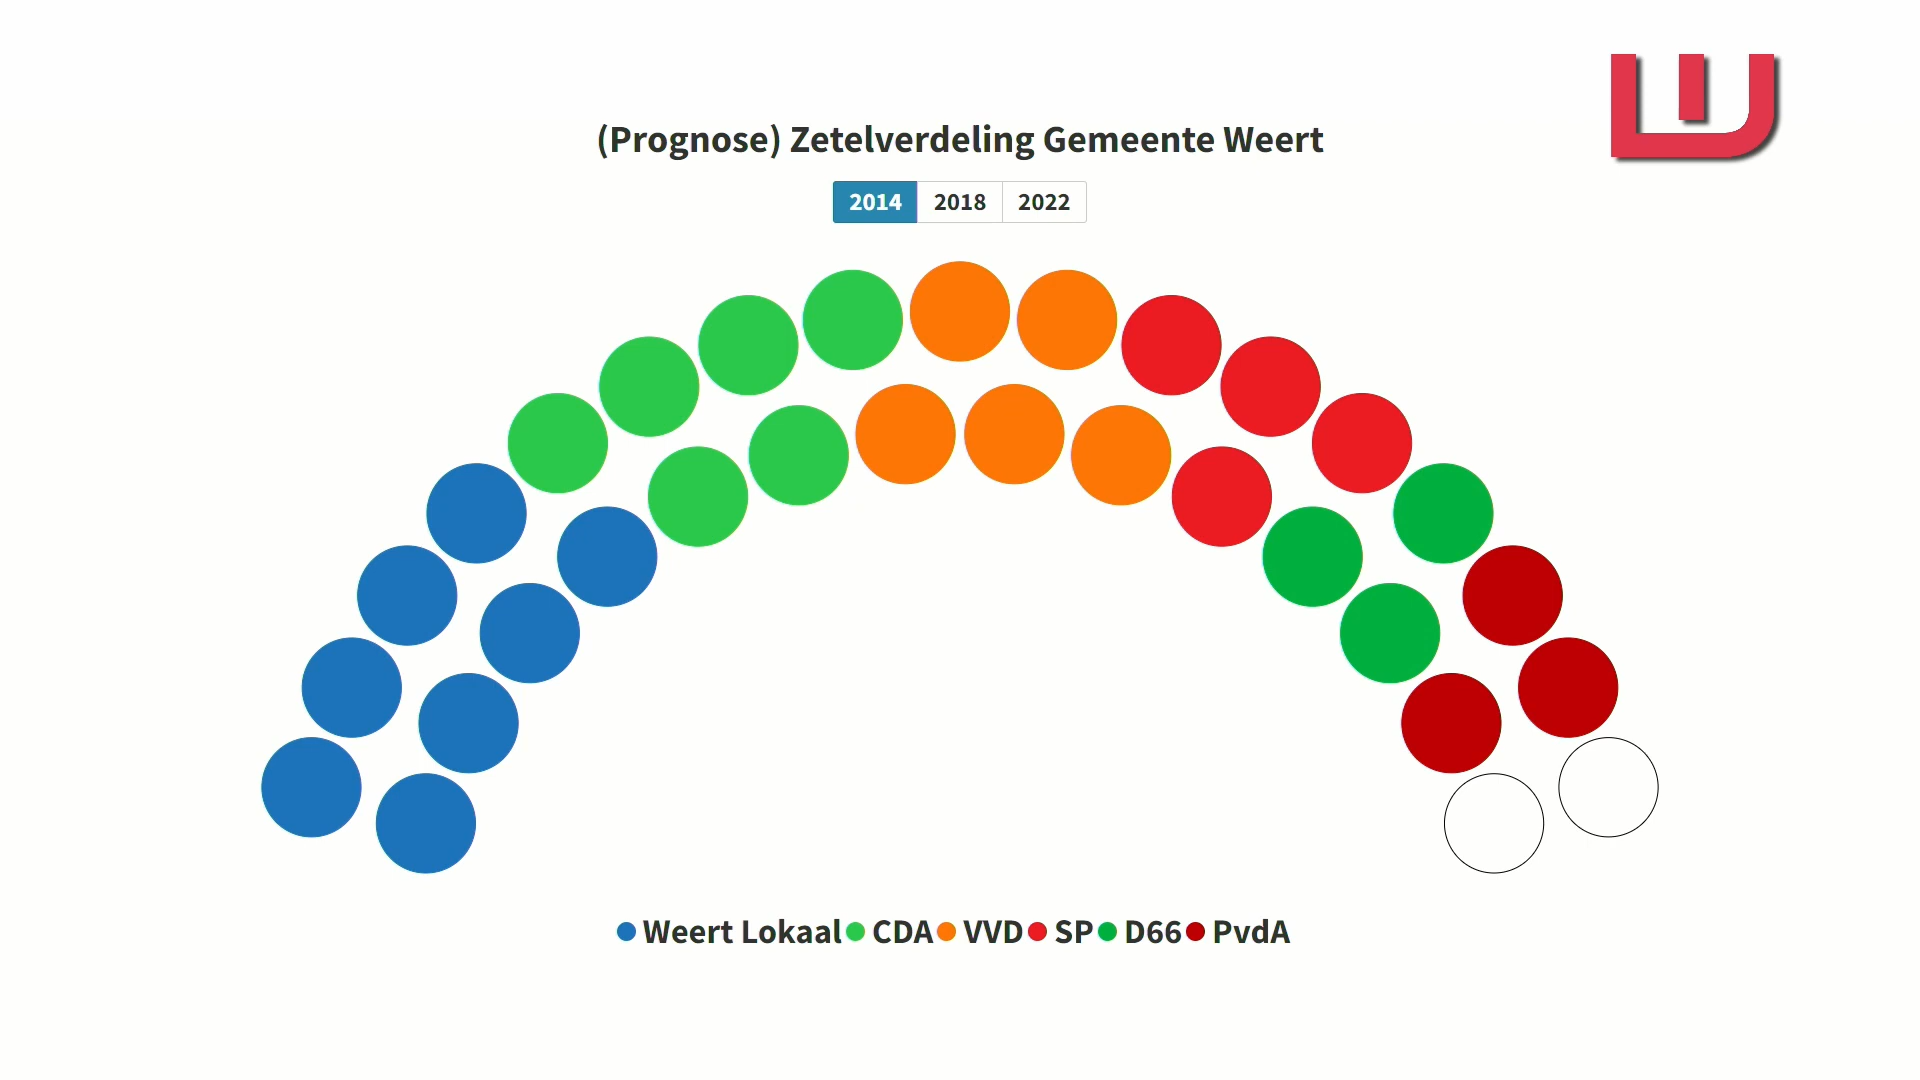 (Prognose) Zetelverdeling Gemeente Weert
2014 2018 2022
Weert Lokaal CDA VVD SP D66 PvdA